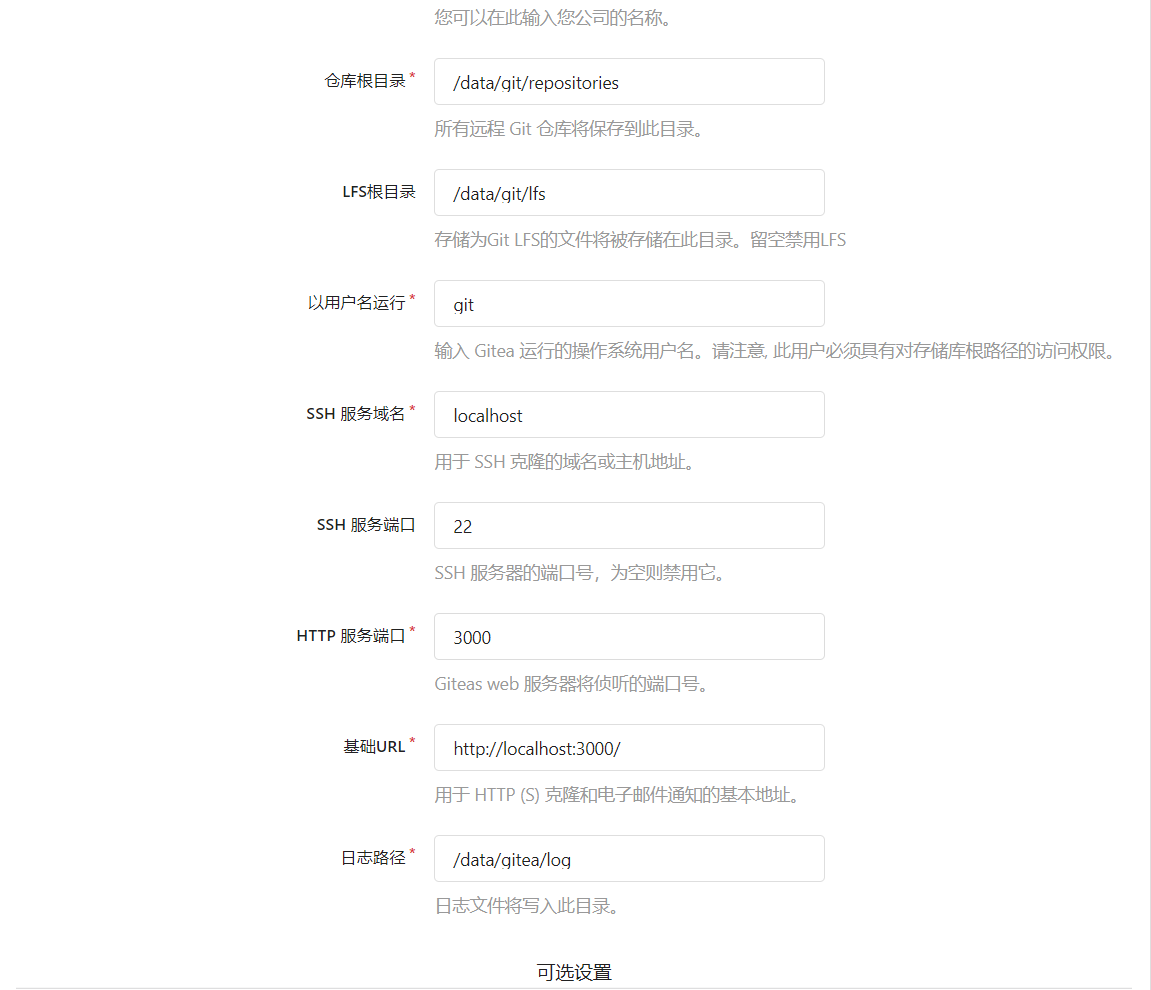 您可以在此输入您公司的名称。
仓库根目录* /data/git/repositories
所有远程 Git 仓库将保存到此目录。
LFS根目录 /data/git/lfs
存储为Git LFS的文件将被存储在此目录。留空禁用LFS
以用户名运行* git
输入 Gitea 运行的操作系统用户名。请注意, 此用户必须具有对存储库根路径的访问权限。
SSH 服务域名* localhost
用于 SSH 克隆的域名或主机地址。
SSH 服务端口 22
SSH 服务器的端口号，为空则禁用它。
HTTP 服务端口* 3000
Giteas web 服务器将侦听的端口号。
基础URL* http://localhost:3000/
用于 HTTP (S) 克隆和电子邮件通知的基本地址。
日志路径* /data/gitea/log
日志文件将写入此目录。
可选设置